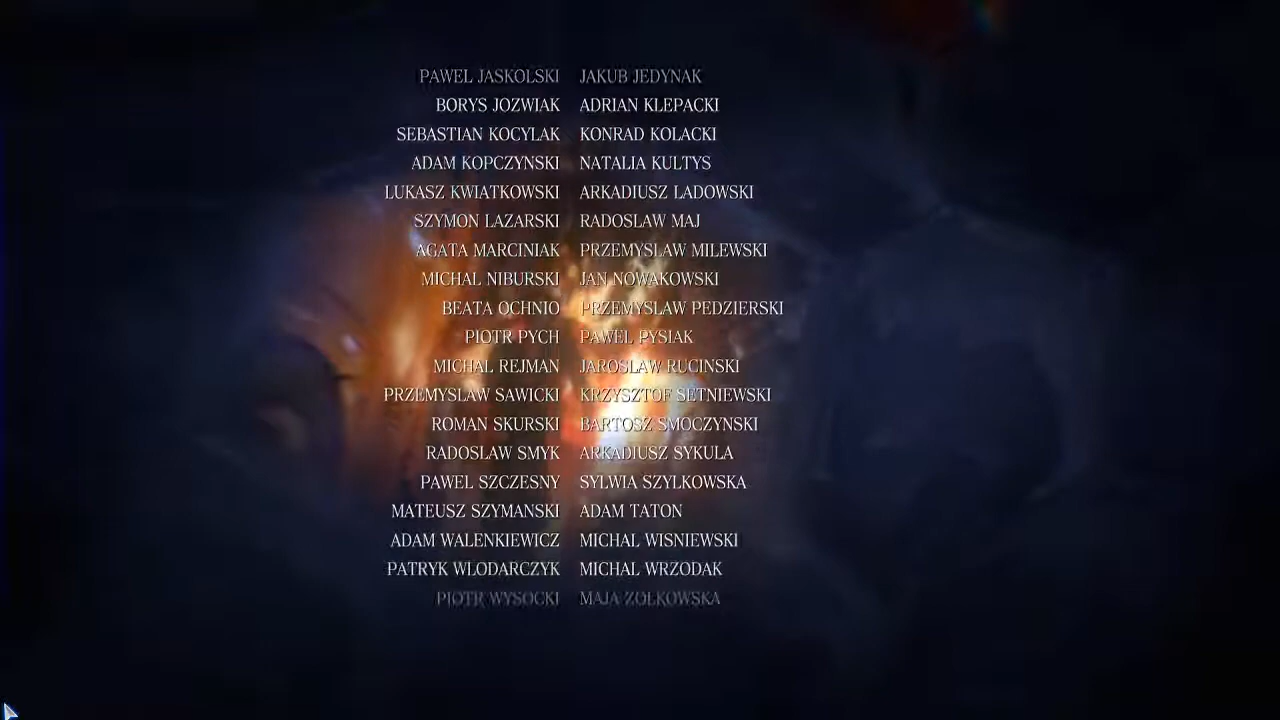 PAWEL JASKOLSKI JAKUB JEDYNAK
BORYS JOZWIAK ADRIAN KLEPACKI
SEBASTIAN KOCYLAK KONRAD KOLACKI
ADAM KOPCZYNSKI NATALIA KULTYS
LUKASZ KWIATKOWSKI ARKADIUSZ LADOWSKI
SZYMON LAZARSKI RADOSLAW MAJ
AGATA MARCINIAK PRZEMYSLAW MILEWSKI
MICHAL NIBURSKI JAN NOWAKOWSKI
BEATA OCHNIO PRZEMYSLAW PEDZIERSKI
PIOTR PYCH PAWEL PYSIAK
MICHAL REJMAN JAROSLAW RUCINSKI
PRZEMYSLAW SAWICKI KRZYSZTOF SETNIEWSKI
ROMAN SKURSKI BARTOSZ SMOCZYNSKI
RADOSLAW SMYK ARKADIUSZ SYKULA
PAWEL SZCZESNY SYLWIA SZYLKOWSKA
MATEUSZ SZYMANSKI ADAM TATON
ADAM WALENKIEWICZ MICHAL WISNIEWSKI
PATRYK WLODARCZYK MICHAL WRZODAK
PIOTR WYSOCKI MAJA ZOLKOWSKA